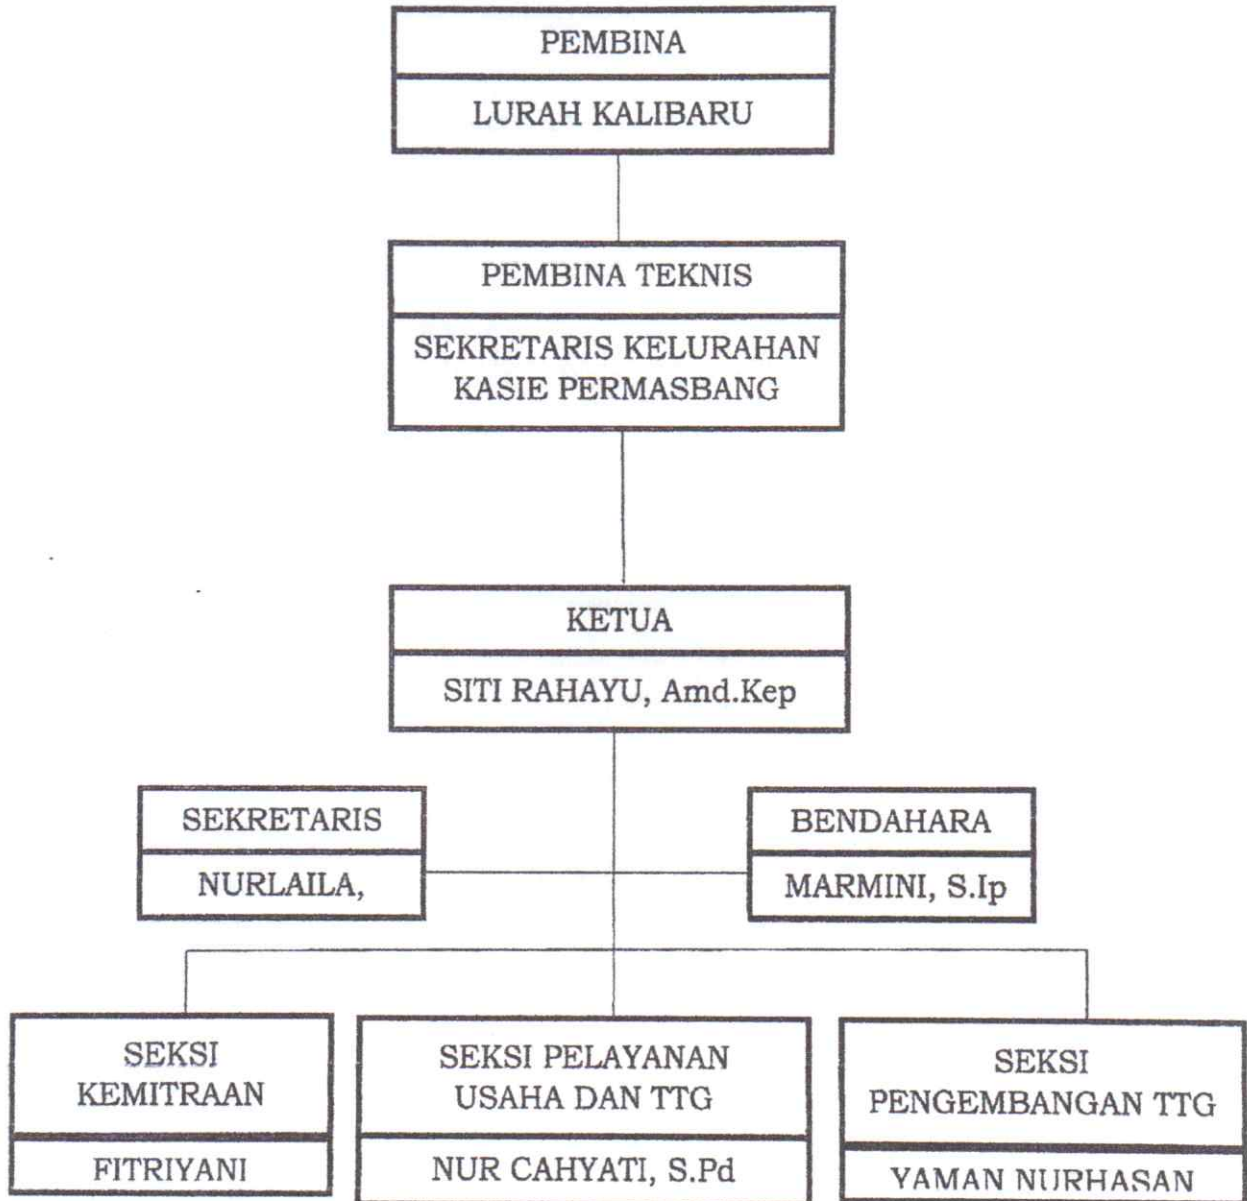 PEMBINA
LURAH KALIBARU
PEMBINA TEKNIS
SEKRETARIS KELURAHAN
KASIE PERMASBANG
KETUA
SITI RAHAYU, Amd.Kep
SEKRETARIS
NURLAILA,
BENDAHARA
MARMINI, S.Ip
SEKSI
KEMITRAAN
FITRIYANI
SEKSI PELAYANAN
USAHA DAN TTG
NUR CAHYATI, S.Pd
SEKSI
PENGEMBANGAN TTG
YAMAN NURHASAN